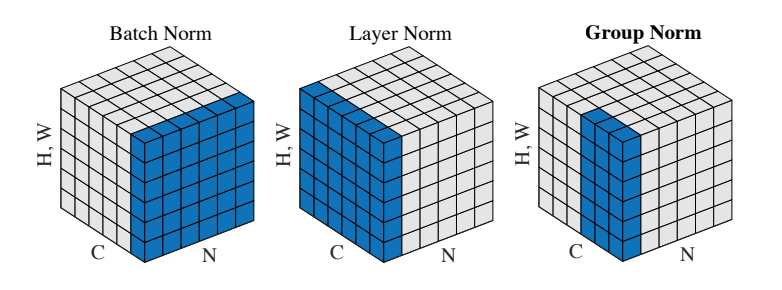 Batch Norm
Layer Norm
Group Norm
H, W
C
N
H, W
C
N
H, W
C
N